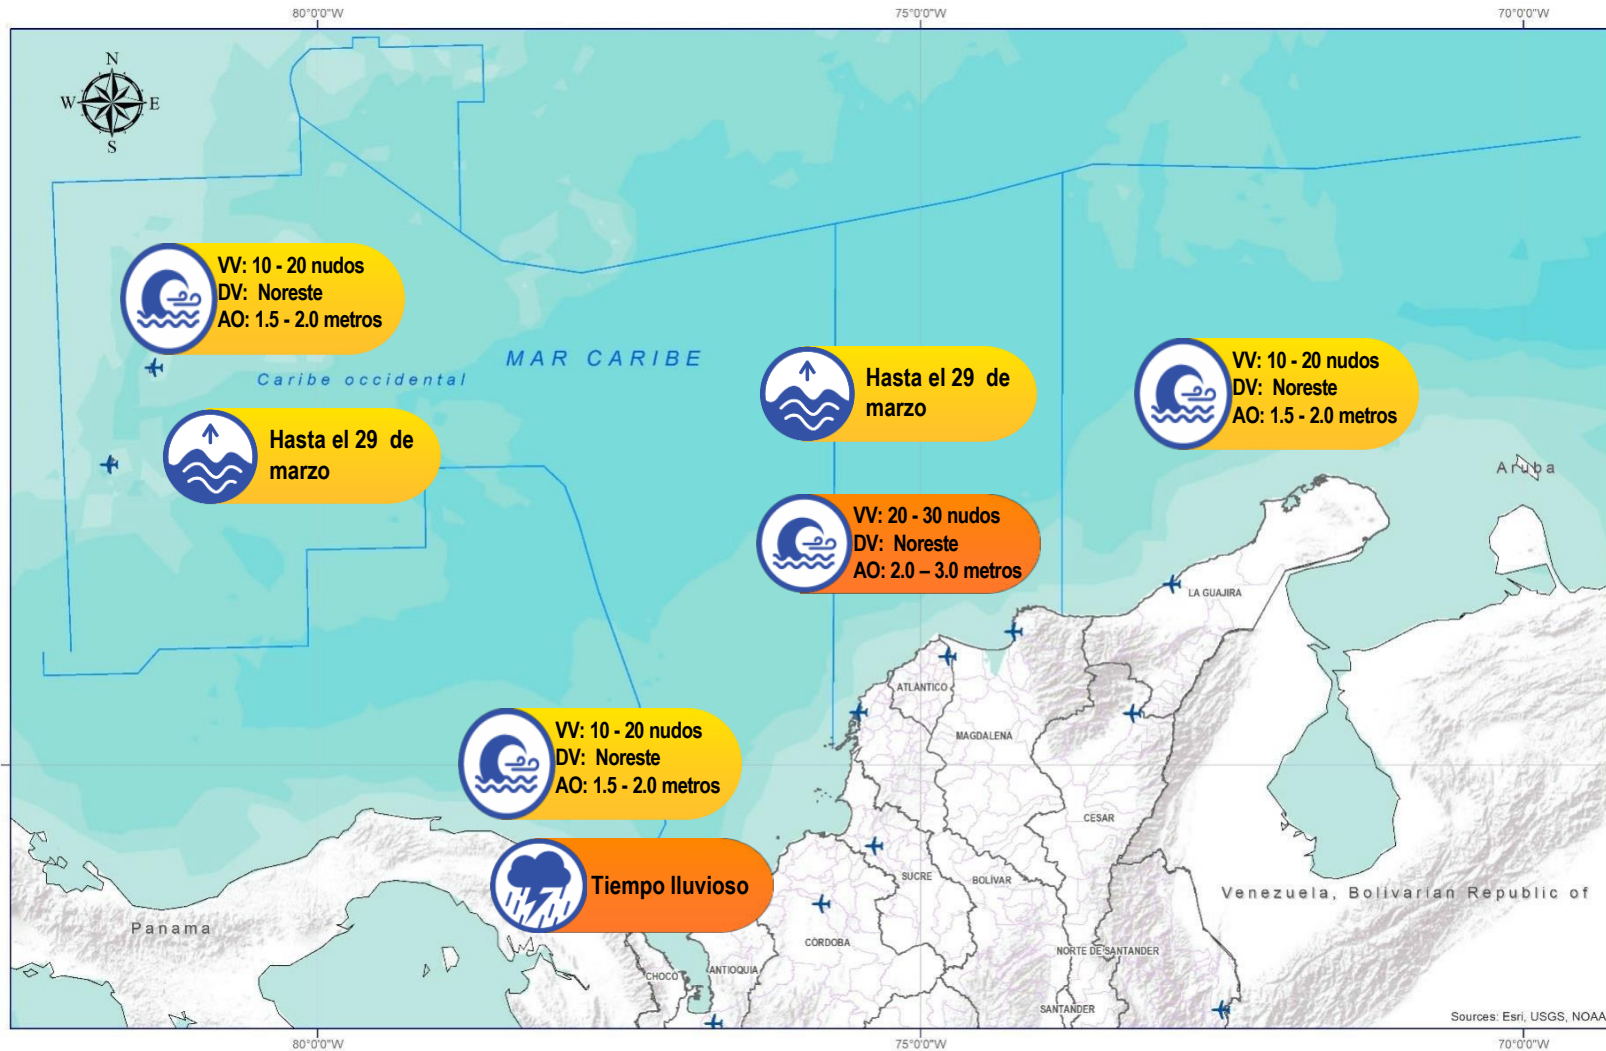 80°0'0"W
75°0'0"W
70°0'0"W
N
W
E
S
VV: 10 - 20 nudos
DV: Noreste
AO: 1.5 - 2.0 metros
MAR CARIBE
Caribe occidental
Hasta el 29 de
marzo
Hasta el 29 de
marzo
VV: 10 - 20 nudos
DV: Noreste
AO: 1.5 - 2.0 metros
Aruba
VV: 20 - 30 nudos
DV: Noreste
AO: 2.0 – 3.0 metros
LA GUAJIRA
ATLÁNTICO
MAGDALENA
VV: 10 - 20 nudos
DV: Noreste
AO: 1.5 - 2.0 metros
CESAR
Tiempo lluvioso
SUCRE
BOLÍVAR
Venezuela, Bolivarian Republic of
Panama
CÓRDOBA
NORTE DE SANTANDER
CHOCÓ
ANTIOQUIA
SANTANDER
Sources: Esri, USGS, NOAA
80°0'0"W
75°0'0"W
70°0'0"W